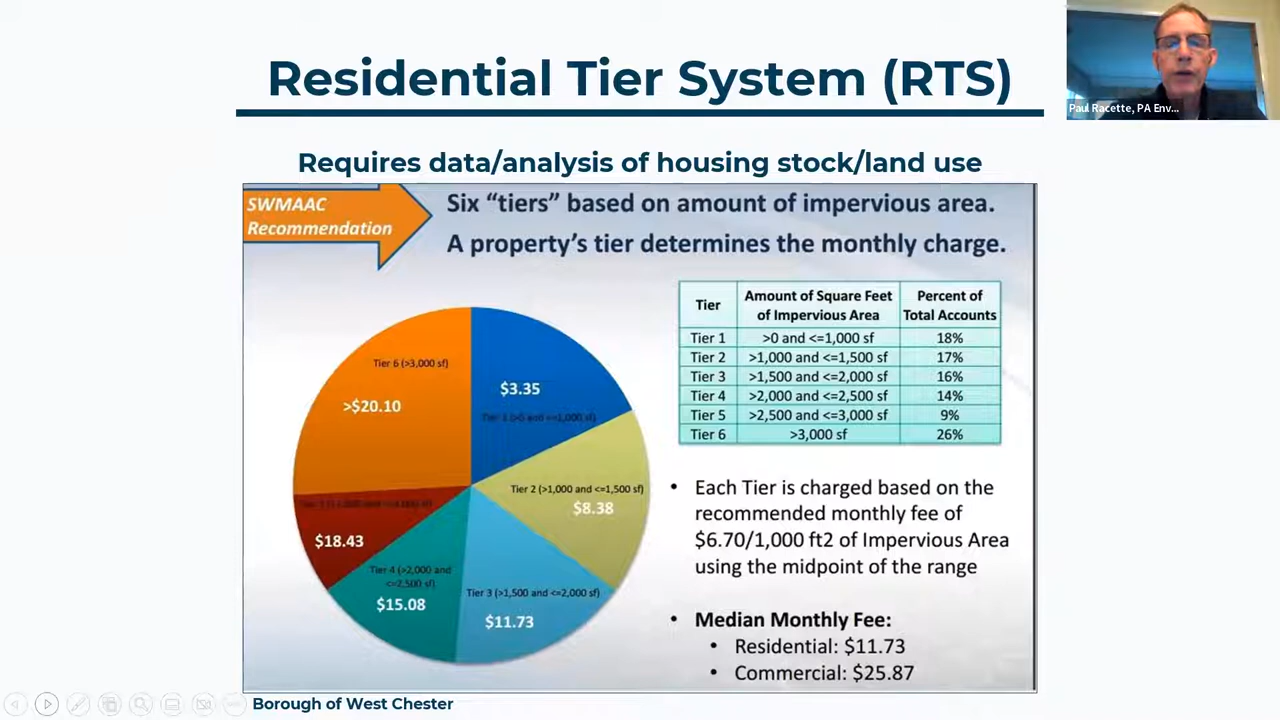 Residential Tier System (RTS)
Paul Racette, PA Env...
Requires data/analysis of housing stock/land use
SWMAAC
Recommendation
Six “tiers” based on amount of impervious area.
A property’s tier determines the monthly charge.
Tier 6 (>3,000 sf)
>$20.10
$3.35
Tier 2 (>1,000 and <=1,500 sf)
$8.38
$18.43
Tier 4 (>2,000 and
<=2,500 sf)
$15.08
Tier 3 (>1,500 and <=2,000 sf)
$11.73
Tier Amount of Square Feet of Impervious Area Percent of Total Accounts
Tier 1 >0 and <=1,000 sf 18%
Tier 2 >1,000 and <=1,500 sf 17%
Tier 3 >1,500 and <=2,000 sf 16%
Tier 4 >2,000 and <=2,500 sf 14%
Tier 5 >2,500 and <=3,000 sf 9%
Tier 6 >3,000 sf 26%
• Each Tier is charged based on the
recommended monthly fee of
$6.70/1,000 ft2 of Impervious Area
using the midpoint of the range
• Median Monthly Fee:
• Residential: $11.73
• Commercial: $25.87
Borough of West Chester